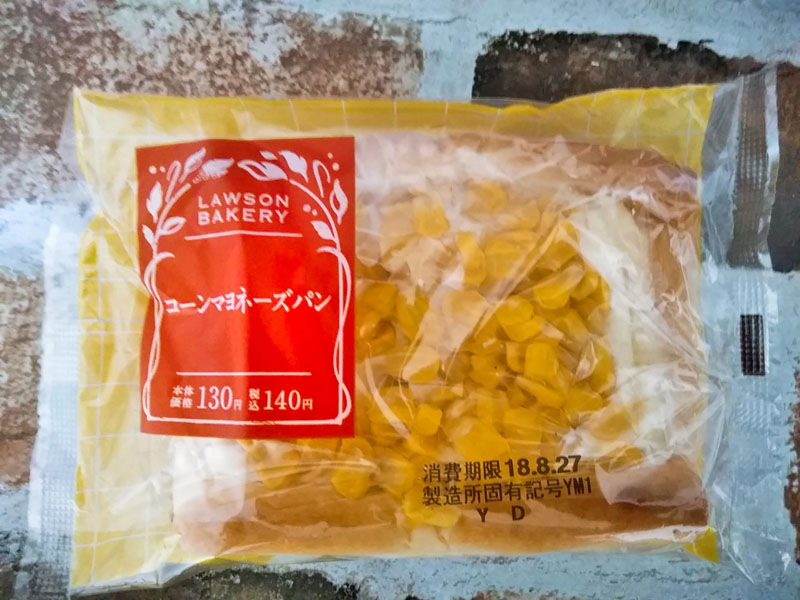 LAWSON
BAKERY
コーンマヨネーズパン
本体価格 130円 税込 140円
消費期限 18.8.27
製造所固有記号YM1
Y D